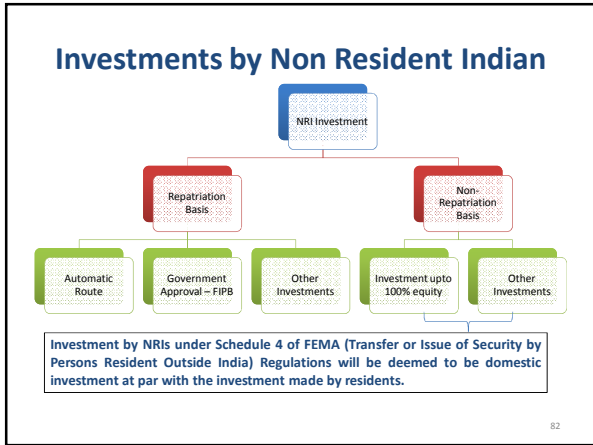 Investments by Non Resident Indian
NRI Investment
Repatriation
Basis
Non-
Repatriation
Basis
Automatic
Route
Government
Approval – FIPB
Other
Investments
Investment upto
100% equity
Other
Investments
Investment by NRIs under Schedule 4 of FEMA (Transfer or Issue of Security by
Persons Resident Outside India) Regulations will be deemed to be domestic
investment at par with the investment made by residents.
82